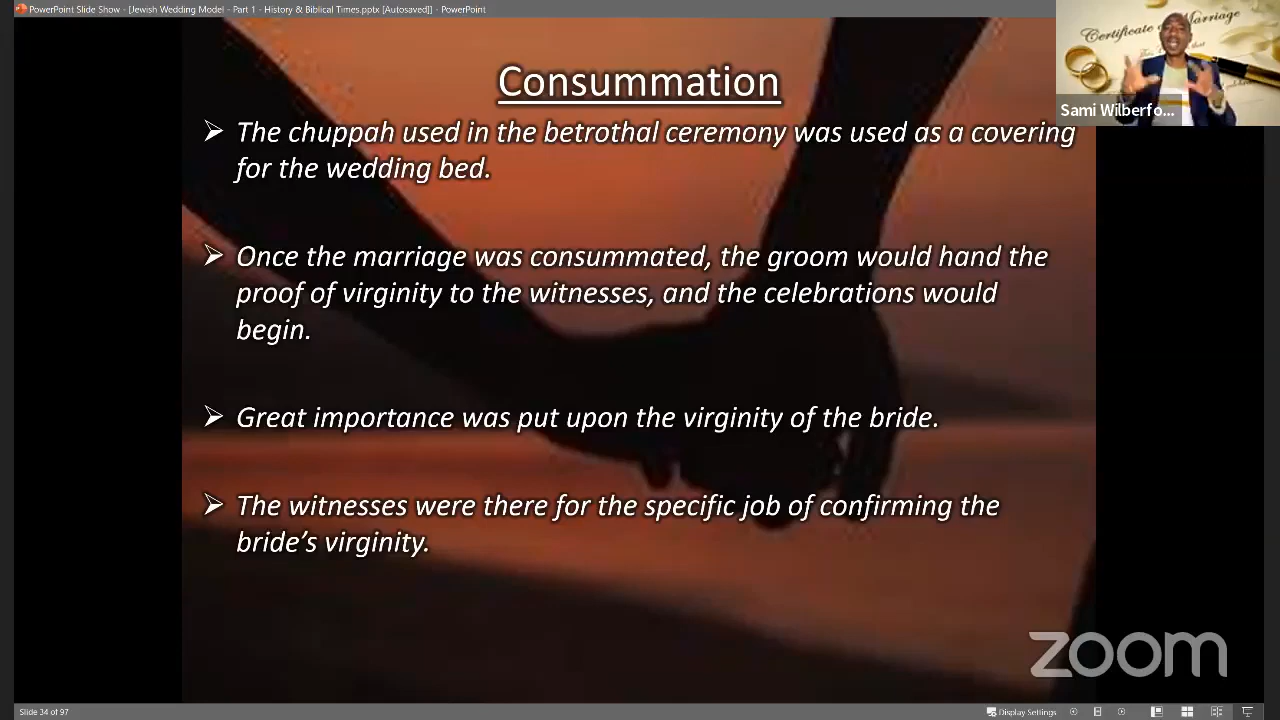 PowerPoint Slide Show - [Jewish Wedding Model - Part 1 - History & Biblical Times.pptx [Autosaved]] - PowerPoint
Certificate of Marriage
Sami Wilberfo...
Consummation
The chuppah used in the betrothal ceremony was used as a covering
for the wedding bed.
Once the marriage was consummated, the groom would hand the
proof of virginity to the witnesses, and the celebrations would
begin.
Great importance was put upon the virginity of the bride.
The witnesses were there for the specific job of confirming the
bride’s virginity.
zoom
Slide 34 of 97
Display Settings